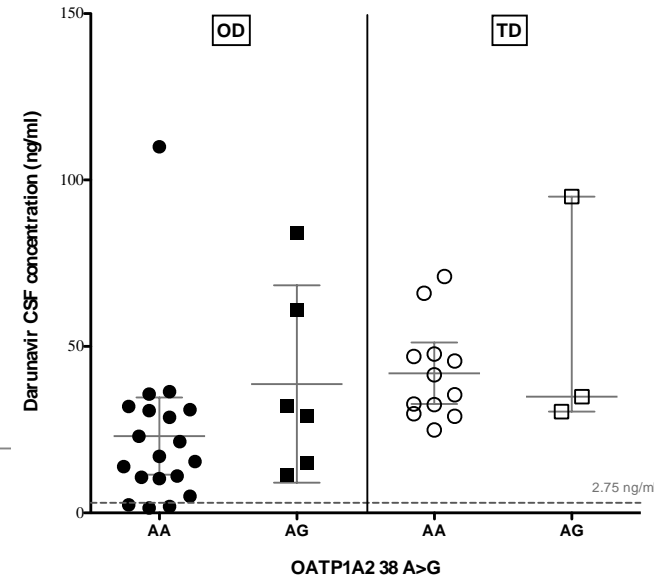 150
OD
TD
100
50
0
Darunavir CSF concentration (ng/ml)
2.75 ng/m
AA
AG
AA
AG
OATP1A2 38 A>G